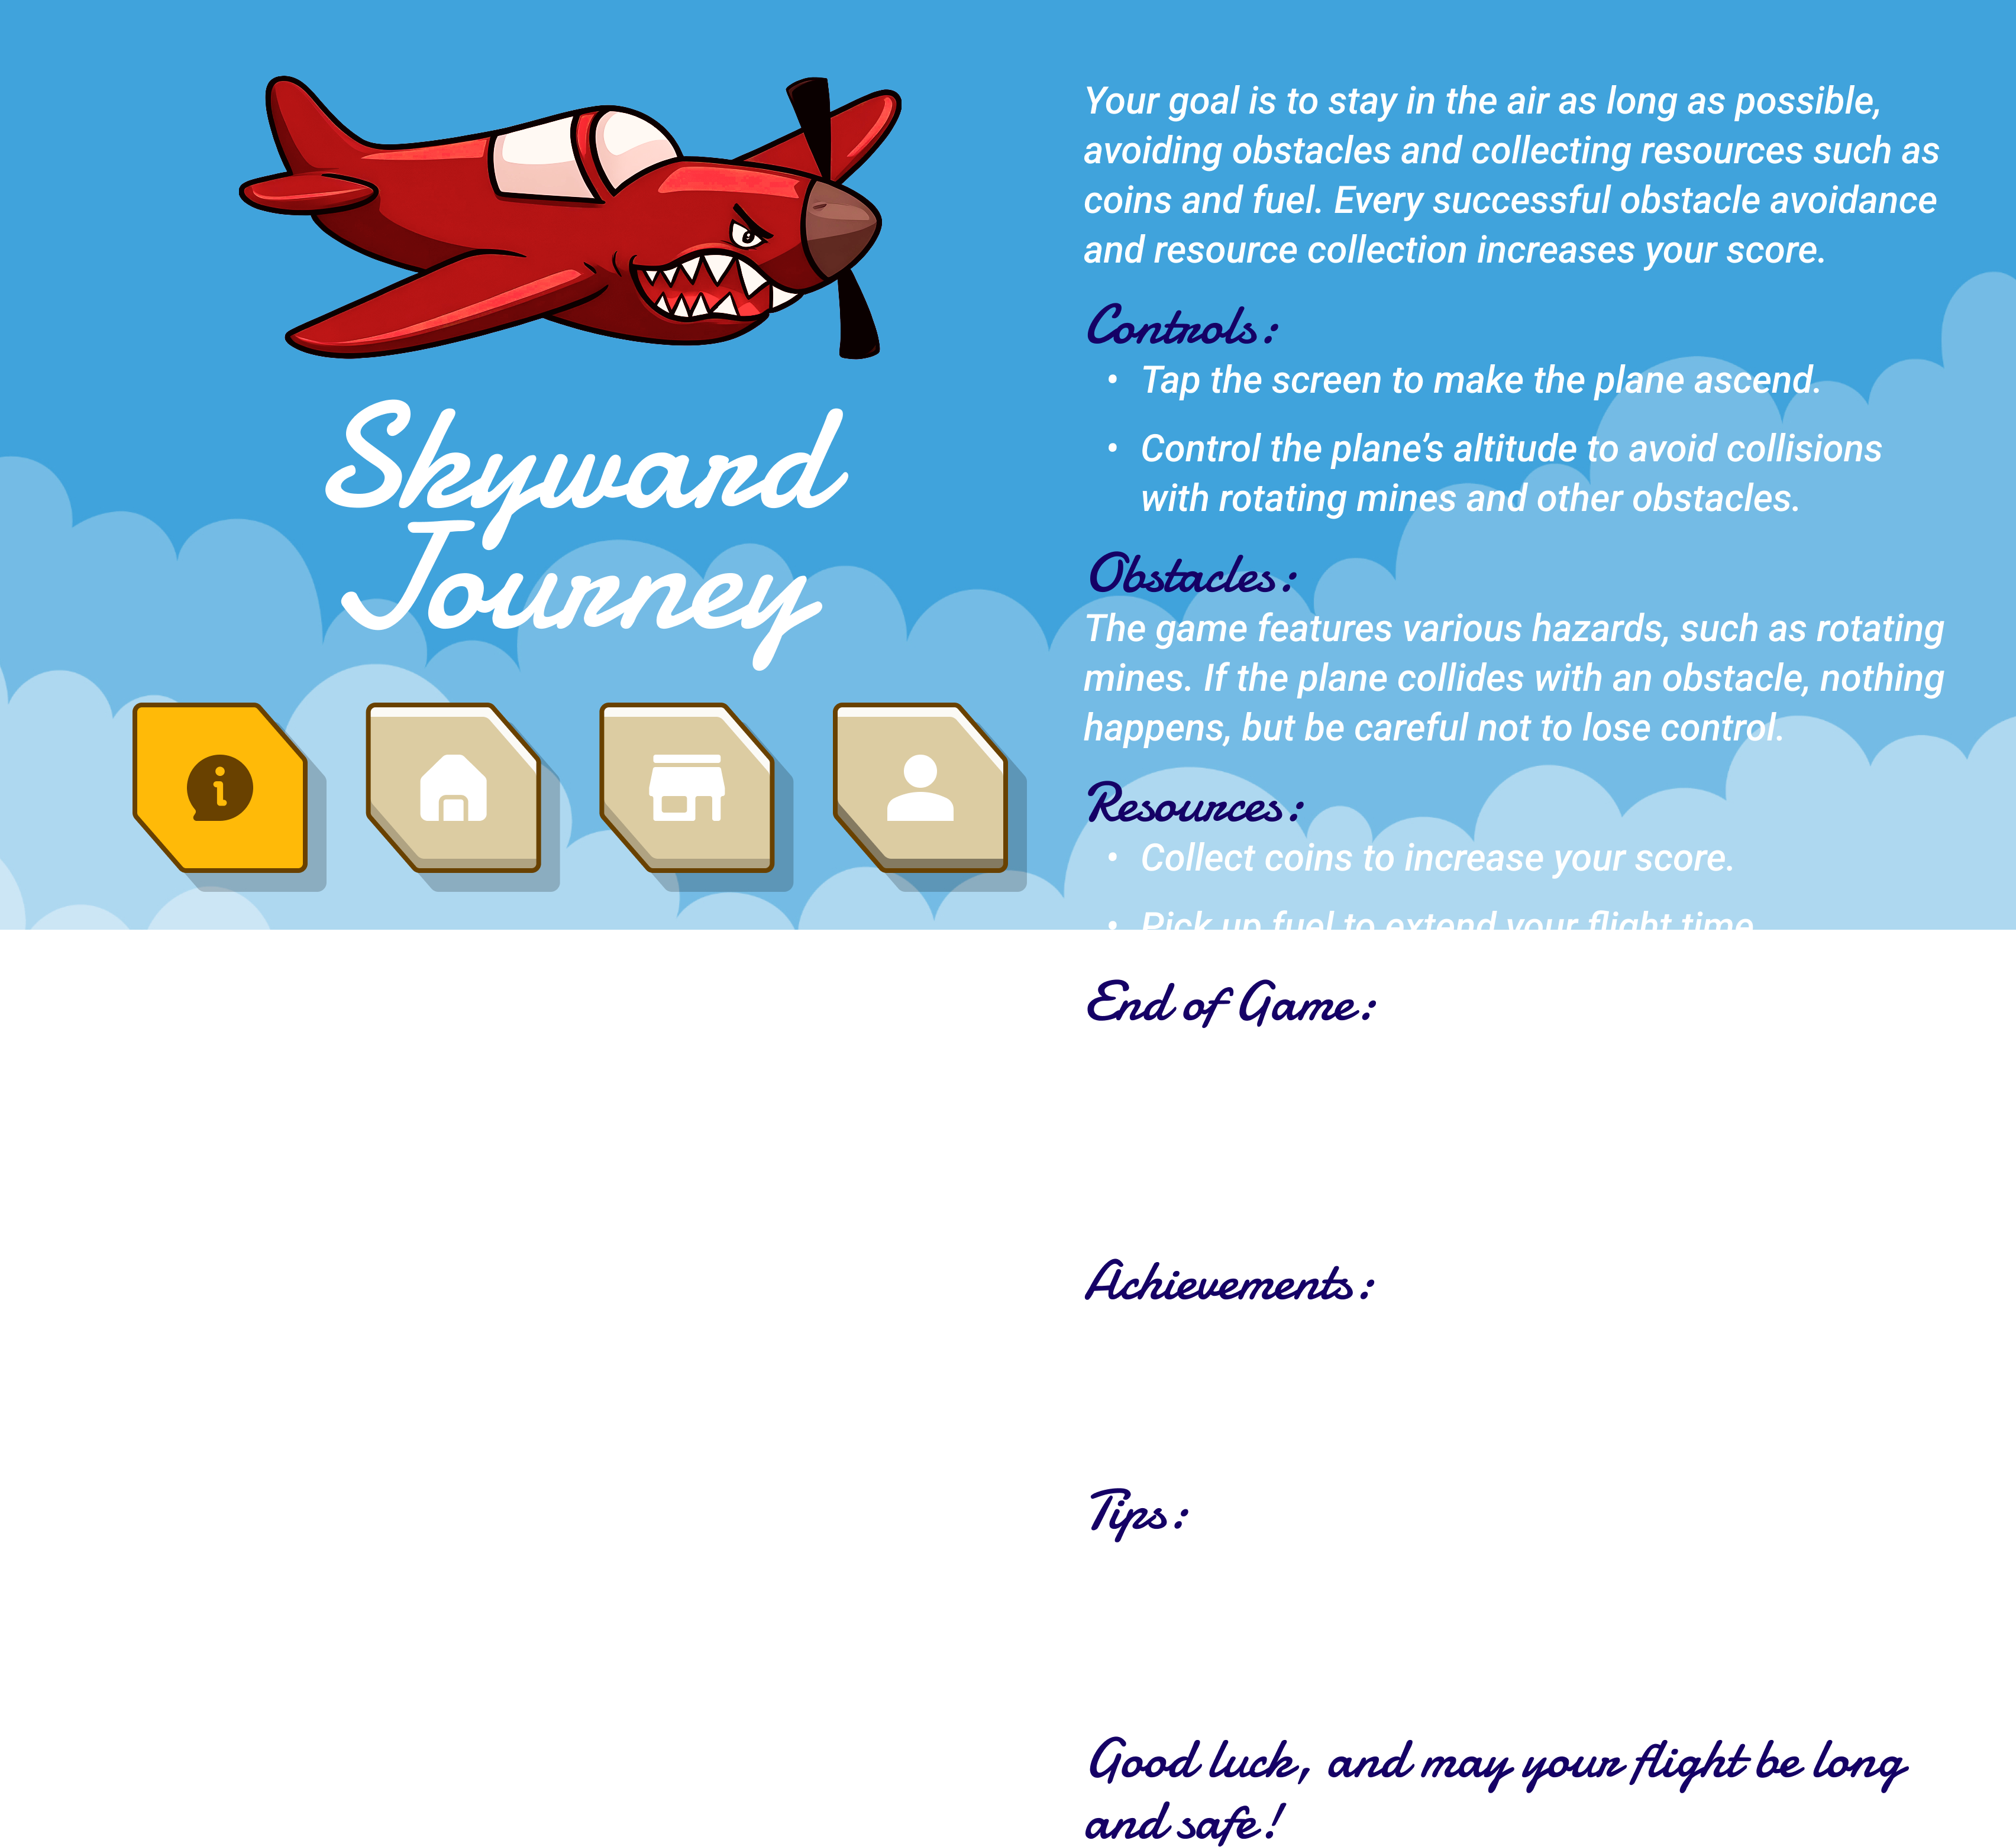 Skyward
Journey
Your goal is to stay in the air as long as possible,
avoiding obstacles and collecting resources such as
coins and fuel. Every successful obstacle avoidance
and resource collection increases your score.
Controls:
• Tap the screen to make the plane ascend.
• Control the plane’s altitude to avoid collisions
with rotating mines and other obstacles.
Obstacles:
The game features various hazards, such as rotating
mines. If the plane collides with an obstacle, nothing
happens, but be careful not to lose control.
Resources:
• Collect coins to increase your score.
• Pick up fuel to extend your flight time
End of Game:
Achievements:
Tips:
Good luck, and may your flight be long
and safe!